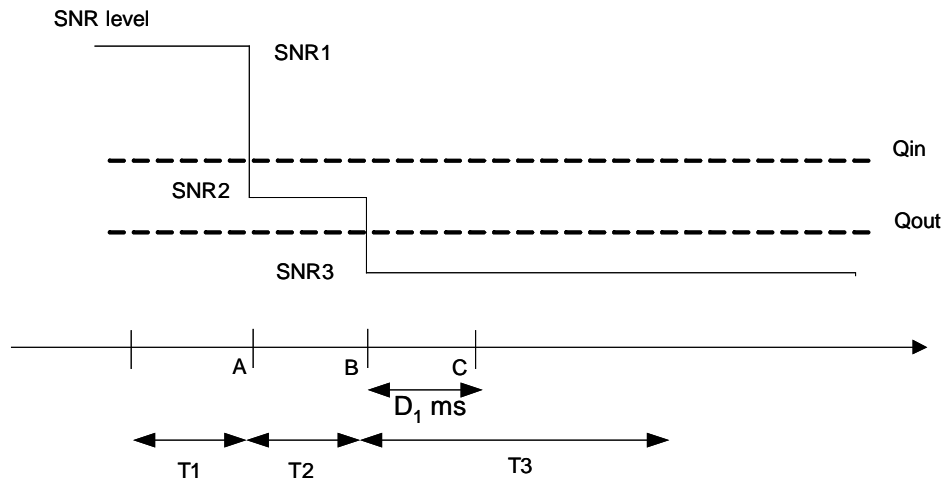 SNR level
SNR1
Qin
SNR2
Qout
SNR3
A B C
D₁ ms
T1 T2 T3